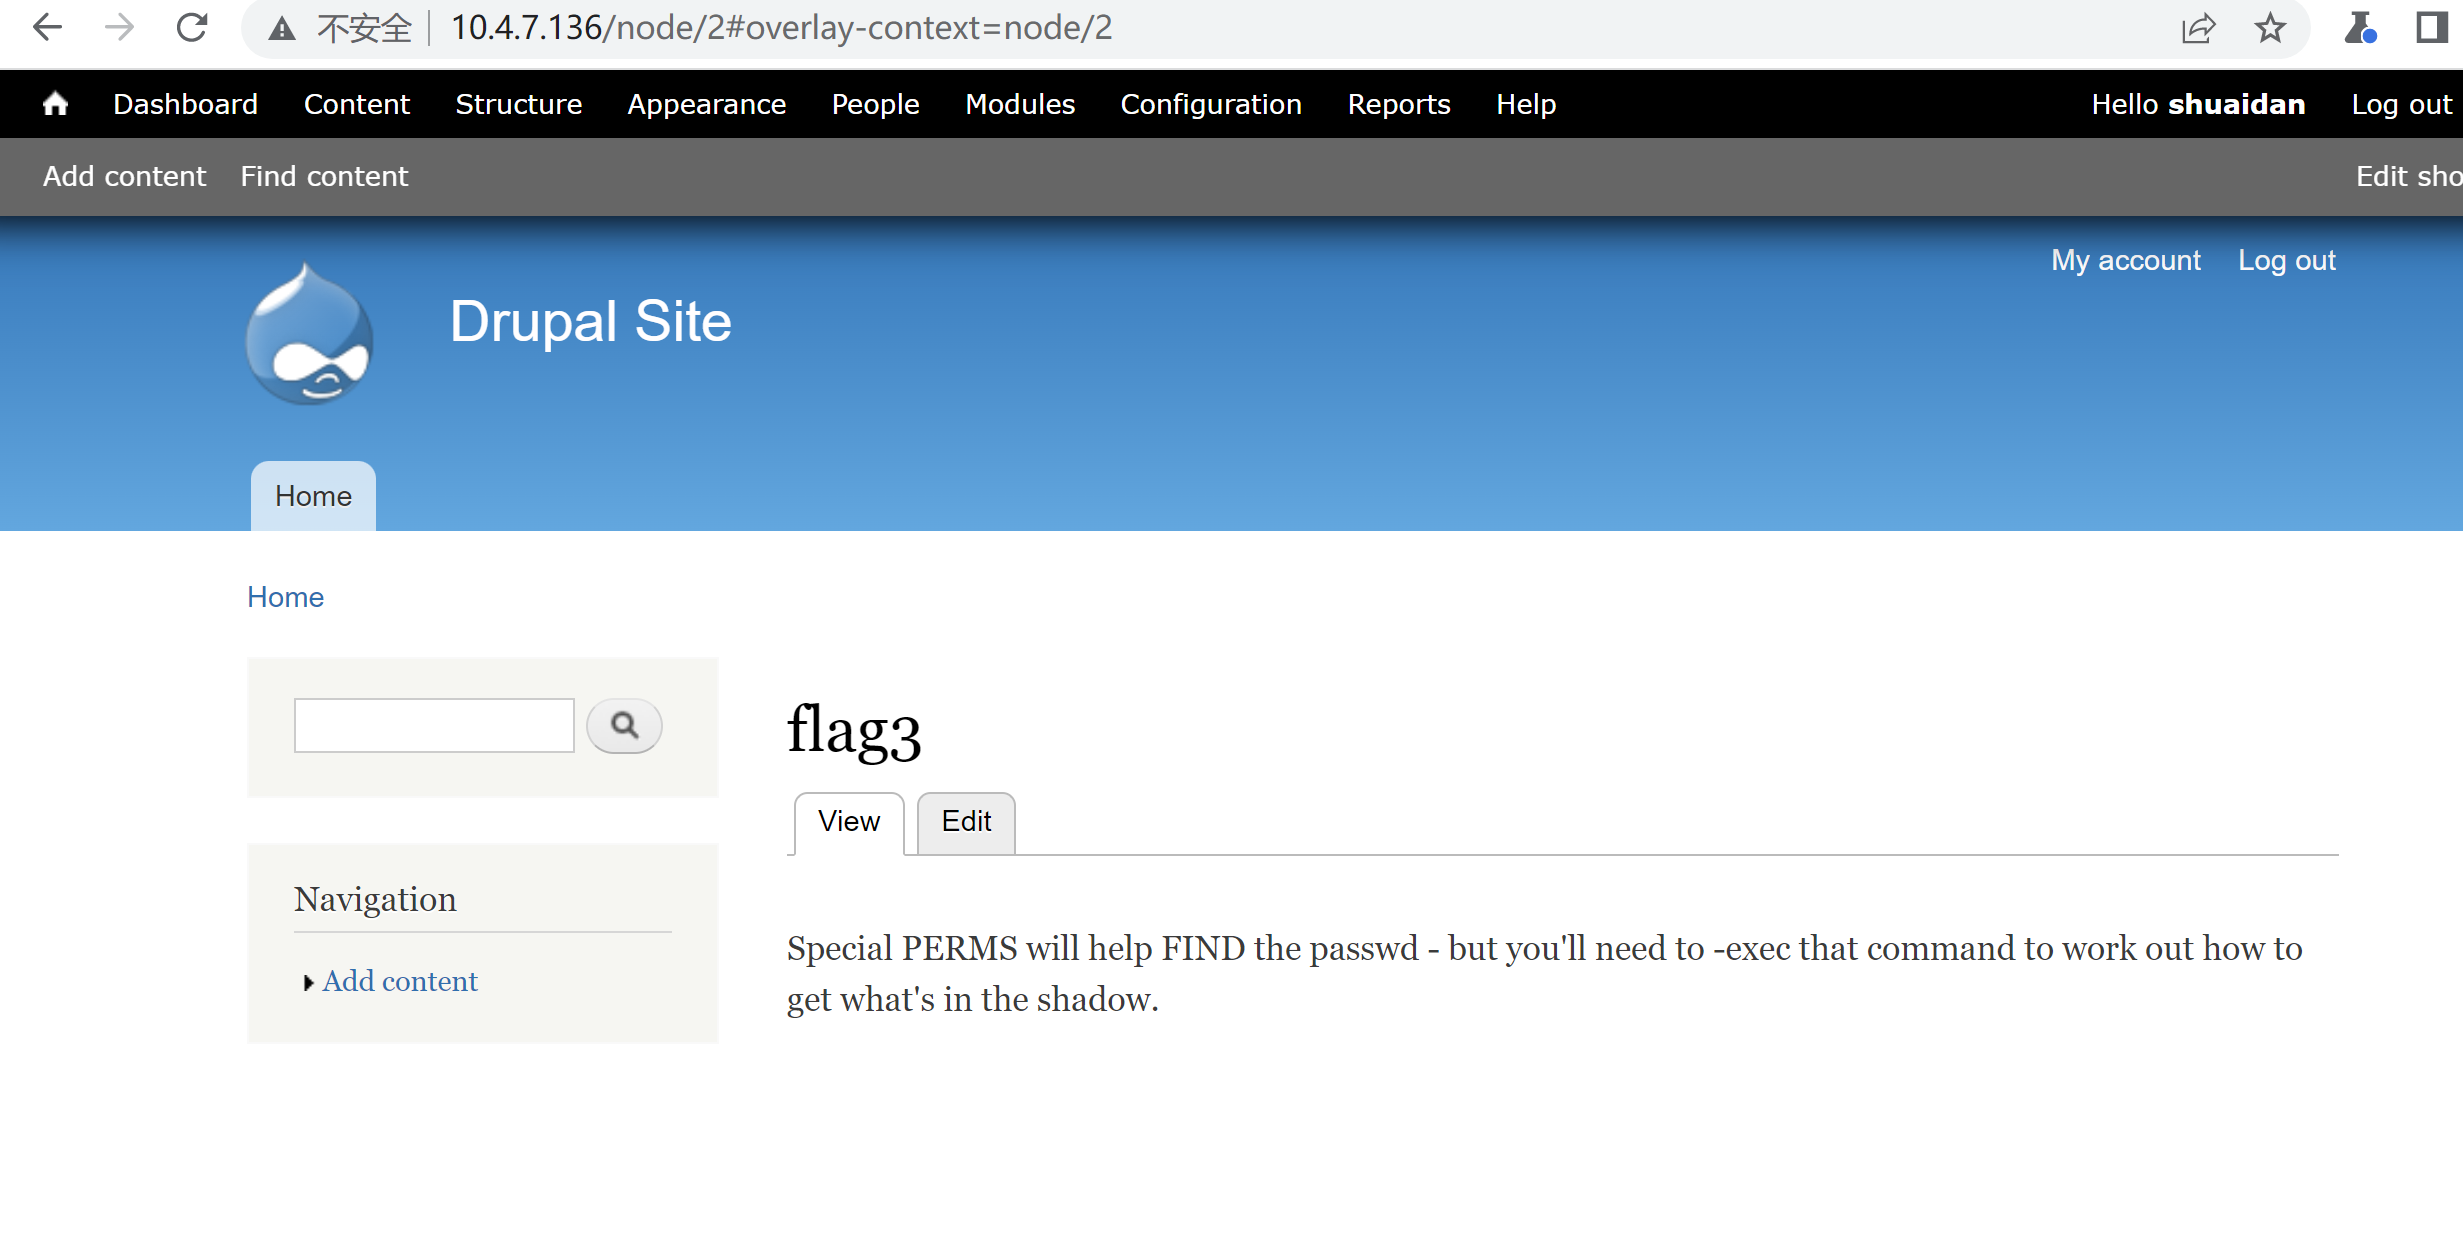 不安全 10.4.7.136/node/2#overlay-context=node/2
Dashboard Content Structure Appearance People Modules Configuration Reports Help Hello shuaidan Log out
Add content Find content Edit sho
My account Log out
Drupal Site
Home
Home
flag3
View Edit
Navigation
Add content
Special PERMS will help FIND the passwd - but you'll need to -exec that command to work out how to
get what's in the shadow.